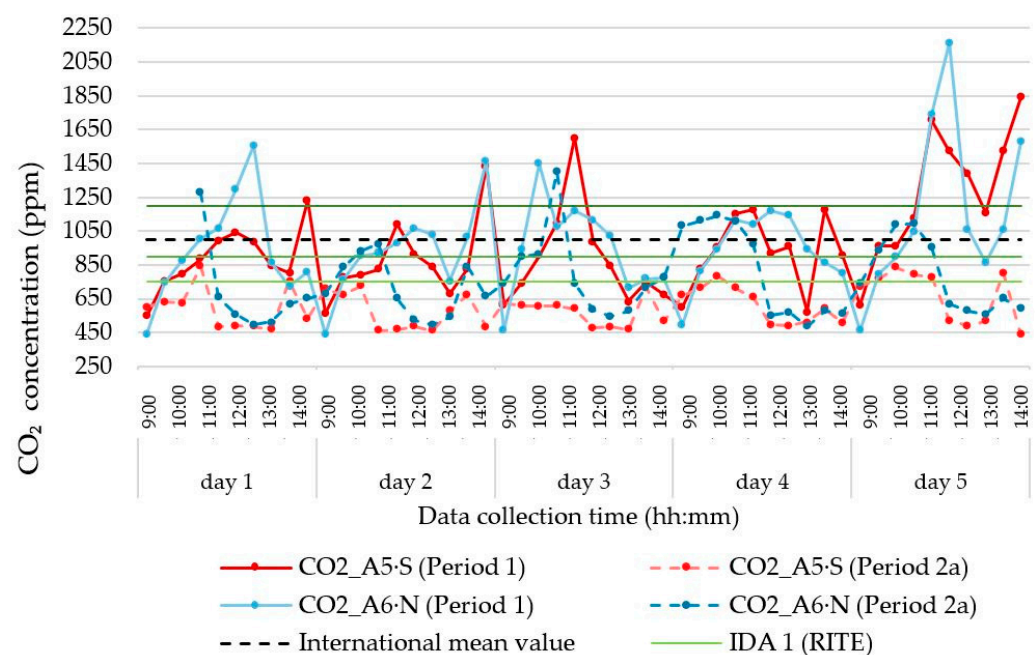 2250
2050
1850
1650
1450
1250
1050
850
650
450
250
CO₂ concentration (ppm)
9:00 10:00 11:00 12:00 13:00 14:00 9:00 10:00 11:00 12:00 13:00 14:00 9:00 10:00 11:00 12:00 13:00 14:00 9:00 10:00 11:00 12:00 13:00 14:00 9:00 10:00 11:00 12:00 13:00 14:00
day 1 day 2 day 3 day 4 day 5
Data collection time (hh:mm)
CO2_A5·S (Period 1) CO2_A5·S (Period 2a)
CO2_A6·N (Period 1) CO2_A6·N (Period 2a)
International mean value IDA 1 (RITE)